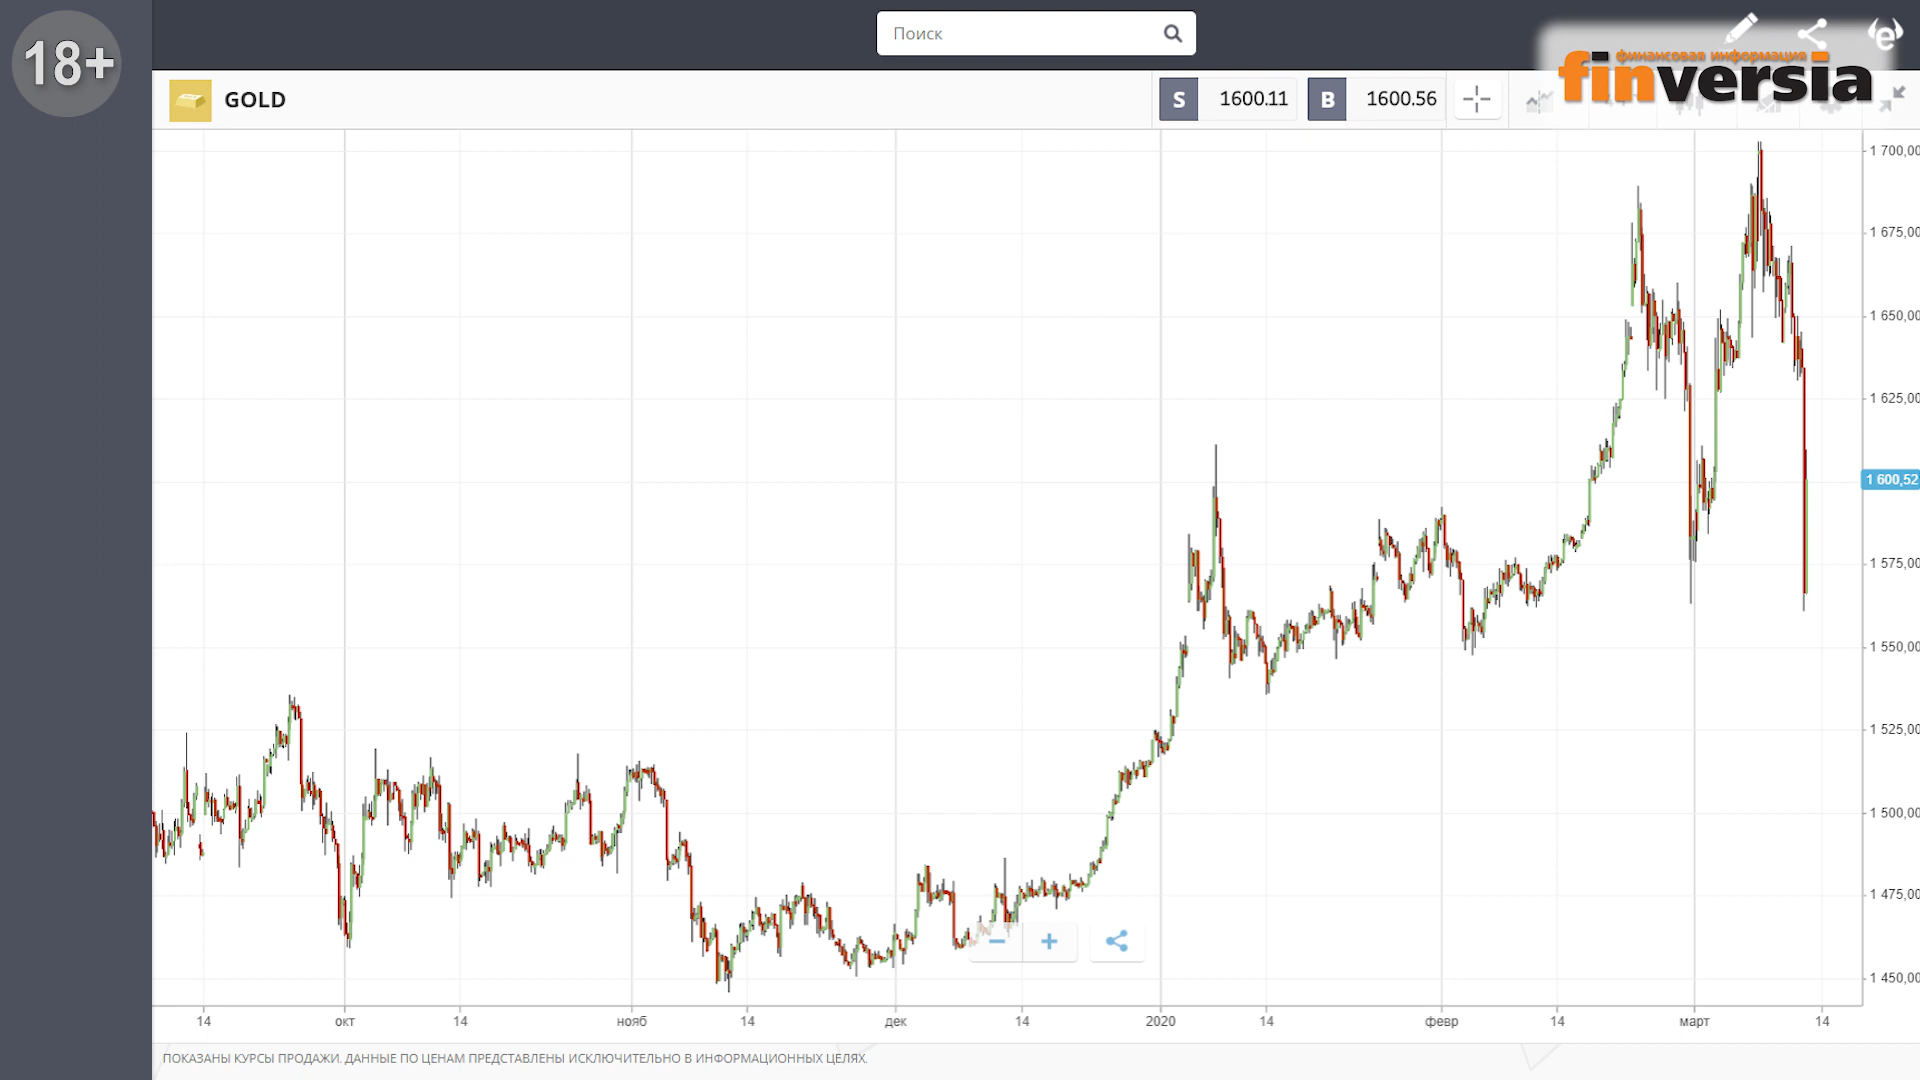 18+
Поиск
финансовая информация
finversia
GOLD
S 1600.11 B 1600.56
1 700,00
1 675,00
1 650,00
1 625,00
1 600,52
1 575,00
1 550,00
1 525,00
1 500,00
1 475,00
1 450,00
14 окт 14 нояб 14 дек 14 2020 14 февр 14 март 14
ПОКАЗАНЫ КУРСЫ ПРОДАЖИ. ДАННЫЕ ПО ЦЕНАМ ПРЕДСТАВЛЕНЫ ИСКЛЮЧИТЕЛЬНО В ИНФОРМАЦИОННЫХ ЦЕЛЯХ.